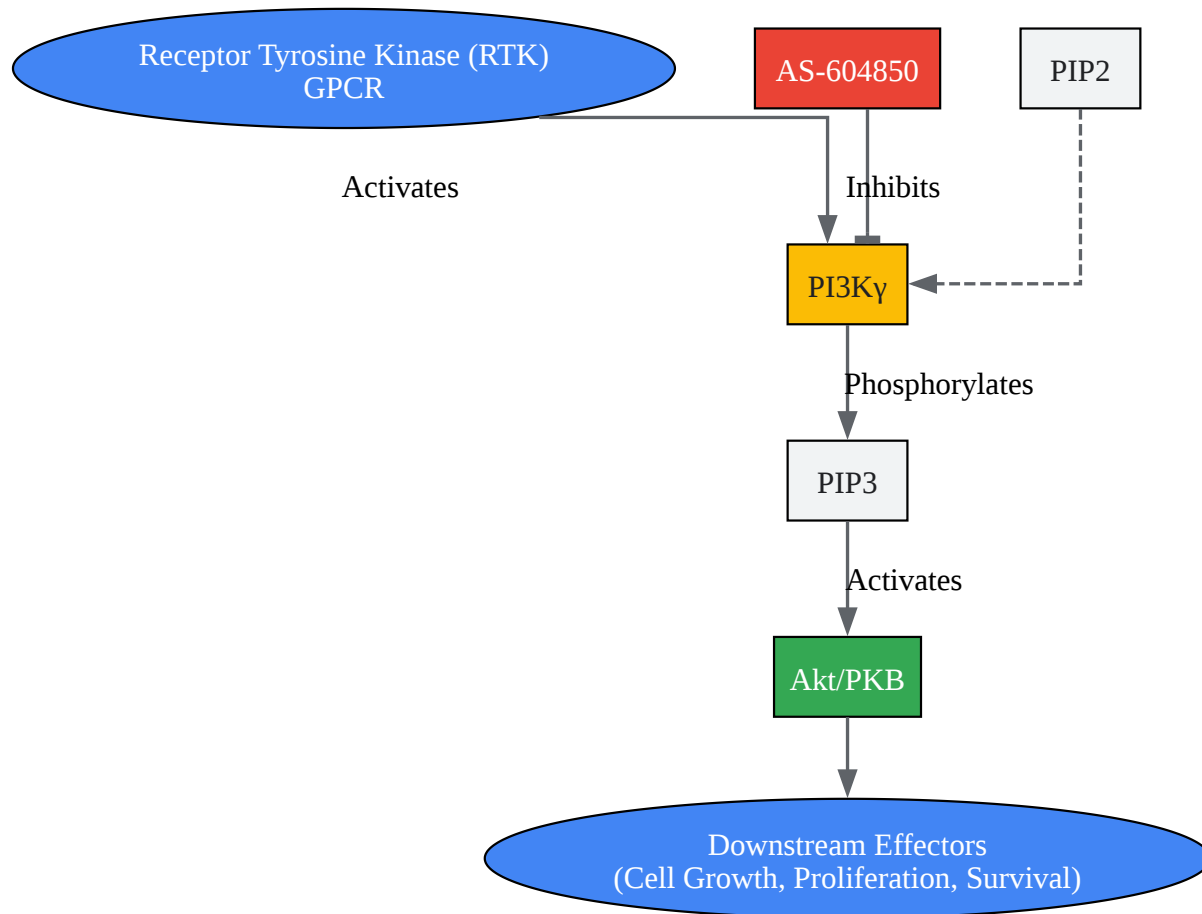 Receptor Tyrosine Kinase (RTK)
GPCR
AS-604850
PIP2
Activates
Inhibits
PI3Kγ
Phosphorylates
PIP3
Activates
Akt/PKB
Downstream Effectors
(Cell Growth, Proliferation, Survival)